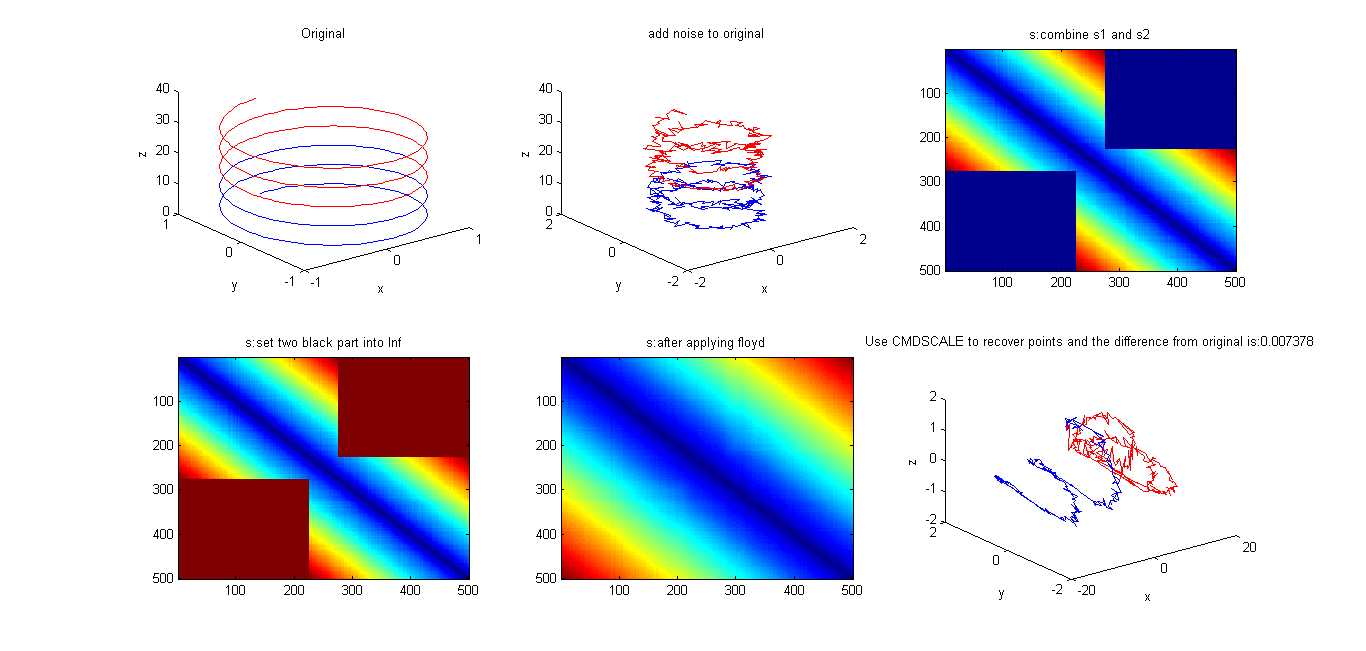 Original
40
30
20
10
0
z
1
0
-1
y
-1
0
1
x
add noise to original
40
30
20
10
0
z
2
0
-2
y
-2
0
2
x
s:combine s1 and s2
100
200
300
400
500
100 200 300 400 500
s:set two black part into Inf
100
200
300
400
500
100 200 300 400 500
s:after applying floyd
100
200
300
400
500
100 200 300 400 500
Use CMDSCALE to recover points and the difference from original is:0.007378
2
1
0
-1
-2
z
2
0
-2
y
-20
0
20
x